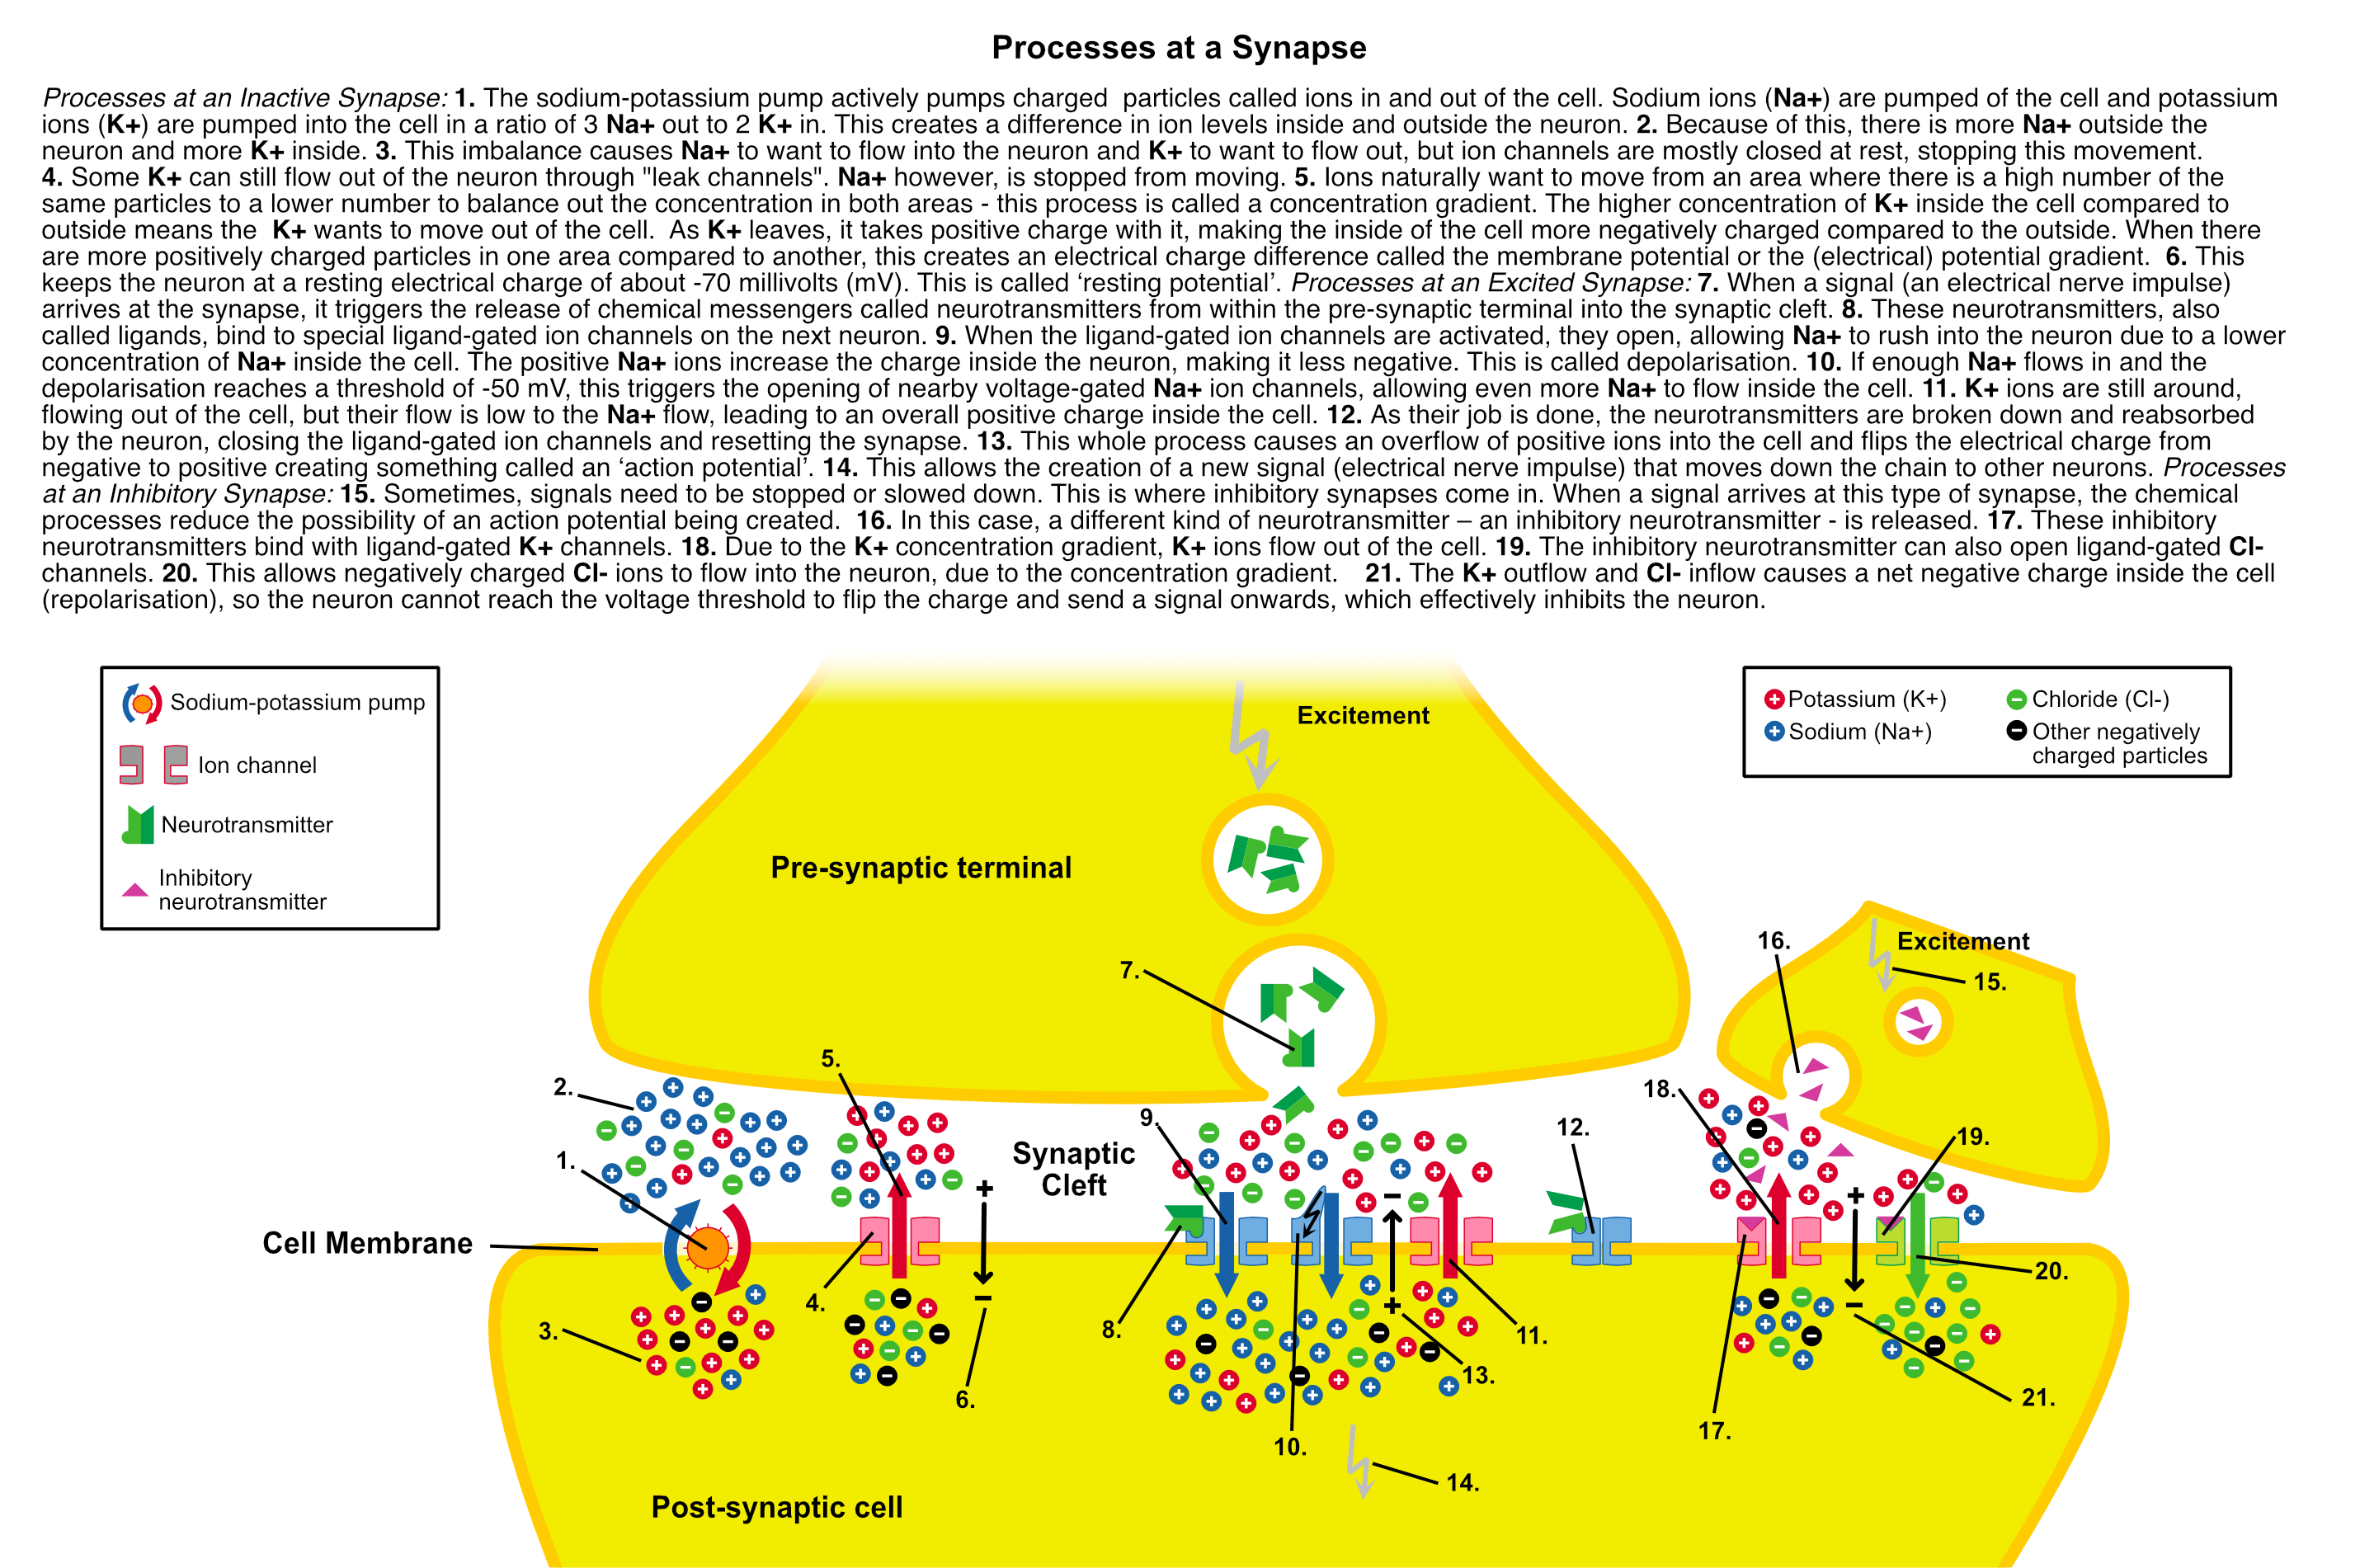 Processes at a Synapse
Processes at an Inactive Synapse: 1. The sodium-potassium pump actively pumps charged  particles called ions in and out of the cell. Sodium ions (Na+) are pumped of the cell and potassium
ions (K+) are pumped into the cell in a ratio of 3 Na+ out to 2 K+ in. This creates a difference in ion levels inside and outside the neuron. 2. Because of this, there is more Na+ outside the
neuron and more K+ inside. 3. This imbalance causes Na+ to want to flow into the neuron and K+ to want to flow out, but ion channels are mostly closed at rest, stopping this movement.
4. Some K+ can still flow out of the neuron through "leak channels". Na+ however, is stopped from moving. 5. Ions naturally want to move from an area where there is a high number of the
same particles to a lower number to balance out the concentration in both areas - this process is called a concentration gradient. The higher concentration of K+ inside the cell compared to
outside means the  K+ wants to move out of the cell.  As K+ leaves, it takes positive charge with it, making the inside of the cell more negatively charged compared to the outside. When there
are more positively charged particles in one area compared to another, this creates an electrical charge difference called the membrane potential or the (electrical) potential gradient.  6. This
keeps the neuron at a resting electrical charge of about -70 millivolts (mV). This is called ‘resting potential’. Processes at an Excited Synapse: 7. When a signal (an electrical nerve impulse)
arrives at the synapse, it triggers the release of chemical messengers called neurotransmitters from within the pre-synaptic terminal into the synaptic cleft. 8. These neurotransmitters, also
called ligands, bind to special ligand-gated ion channels on the next neuron. 9. When the ligand-gated ion channels are activated, they open, allowing Na+ to rush into the neuron due to a lower
concentration of Na+ inside the cell. The positive Na+ ions increase the charge inside the neuron, making it less negative. This is called depolarisation. 10. If enough Na+ flows in and the
depolarisation reaches a threshold of -50 mV, this triggers the opening of nearby voltage-gated Na+ ion channels, allowing even more Na+ to flow inside the cell. 11. K+ ions are still around,
flowing out of the cell, but their flow is low to the Na+ flow, leading to an overall positive charge inside the cell. 12. As their job is done, the neurotransmitters are broken down and reabsorbed
by the neuron, closing the ligand-gated ion channels and resetting the synapse. 13. This whole process causes an overflow of positive ions into the cell and flips the electrical charge from
negative to positive creating something called an ‘action potential’. 14. This allows the creation of a new signal (electrical nerve impulse) that moves down the chain to other neurons. Processes
at an Inhibitory Synapse: 15. Sometimes, signals need to be stopped or slowed down. This is where inhibitory synapses come in. When a signal arrives at this type of synapse, the chemical
processes reduce the possibility of an action potential being created.  16. In this case, a different kind of neurotransmitter – an inhibitory neurotransmitter - is released. 17. These inhibitory
neurotransmitters bind with ligand-gated K+ channels. 18. Due to the K+ concentration gradient, K+ ions flow out of the cell. 19. The inhibitory neurotransmitter can also open ligand-gated Cl-
channels. 20. This allows negatively charged Cl- ions to flow into the neuron, due to the concentration gradient.   21. The K+ outflow and Cl- inflow causes a net negative charge inside the cell
(repolarisation), so the neuron cannot reach the voltage threshold to flip the charge and send a signal onwards, which effectively inhibits the neuron.
Sodium-potassium pump
Ion channel
Neurotransmitter
Inhibitory
neurotransmitter
Potassium (K+)
Sodium (Na+)
Chloride (Cl-)
Other negatively
charged particles
Excitement
Pre-synaptic terminal
7.
16.
Excitement
15.
5.
2.
1.
18.
9.
12.
19.
Synaptic
Cleft
Cell Membrane
20.
4.
3.
8.
11.
6.
13.
21.
10.
17.
14.
Post-synaptic cell